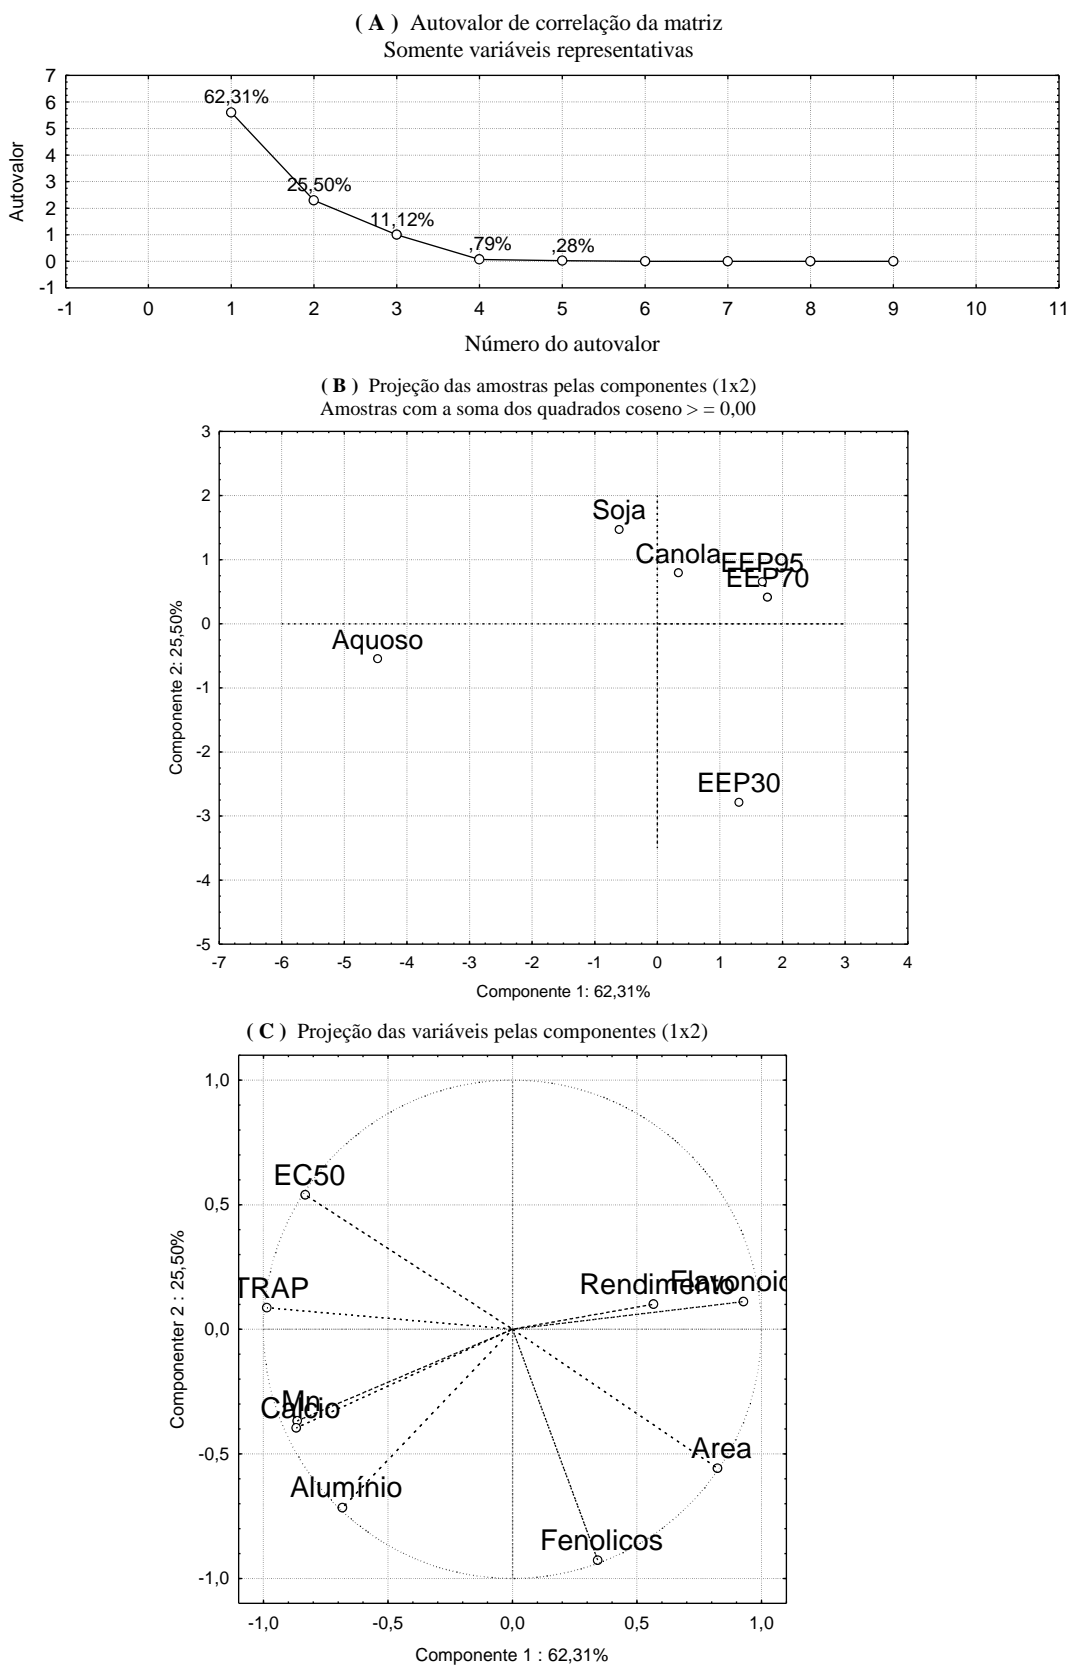 ( A ) Autovalor de correlação da matriz
Somente variáveis representativas
7
6
5
4
3
2
1
0
-1
Autovalor
62,31%
25,50%
11,12%
,79%
,28%
-1 0 1 2 3 4 5 6 7 8 9 10 11
Número do autovalor
( B ) Projeção das amostras pelas componentes (1x2)
Amostras com a soma dos quadrados coseno > = 0,00
3
2
1
0
-1
-2
-3
-4
-5
Componente 2: 25,50%
Soja
Canola
EEP95
EEP70
Aquoso
EEP30
-7 -6 -5 -4 -3 -2 -1 0 1 2 3 4
Componente 1: 62,31%
( C ) Projeção das variáveis pelas componentes (1x2)
1,0
0,5
0,0
-0,5
-1,0
Componenter 2 : 25,50%
EC50
TRAP
Rendimento
Flavonoid
Mn
Calcio
Alumínio
Area
Fenolicos
-1,0 -0,5 0,0 0,5 1,0
Componente 1 : 62,31%